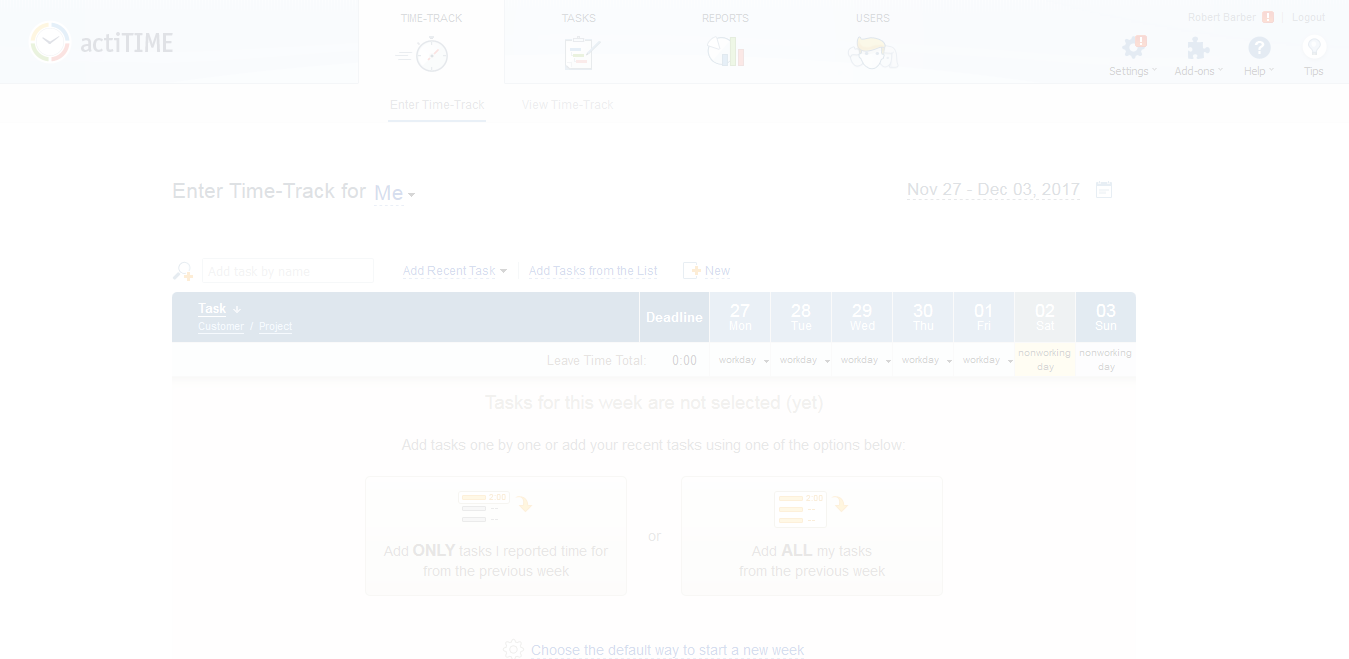 actiTIME
TIME-TRACK
TASKS
REPORTS
USERS
Robert Barber ! | Logout
Settings
Add-ons
Help
Tips
Enter Time-Track
View Time-Track
Enter Time-Track for Me
Nov 27 - Dec 03, 2017
Add task by name
Add Recent Task
Add Tasks from the List
New
Task
Customer / Project
Deadline
27 Mon
28 Tue
29 Wed
30 Thu
01 Fri
02 Sat
03 Sun
Leave Time Total: 0:00
workday
workday
workday
workday
workday
nonworking
day
nonworking
day
Tasks for this week are not selected (yet)
Add tasks one by one or add your recent tasks using one of the options below
2:00
Add ONLY tasks I reported time for
from the previous week
or
2:00
Add ALL my tasks
from the previous week
Choose the default way to start a new week